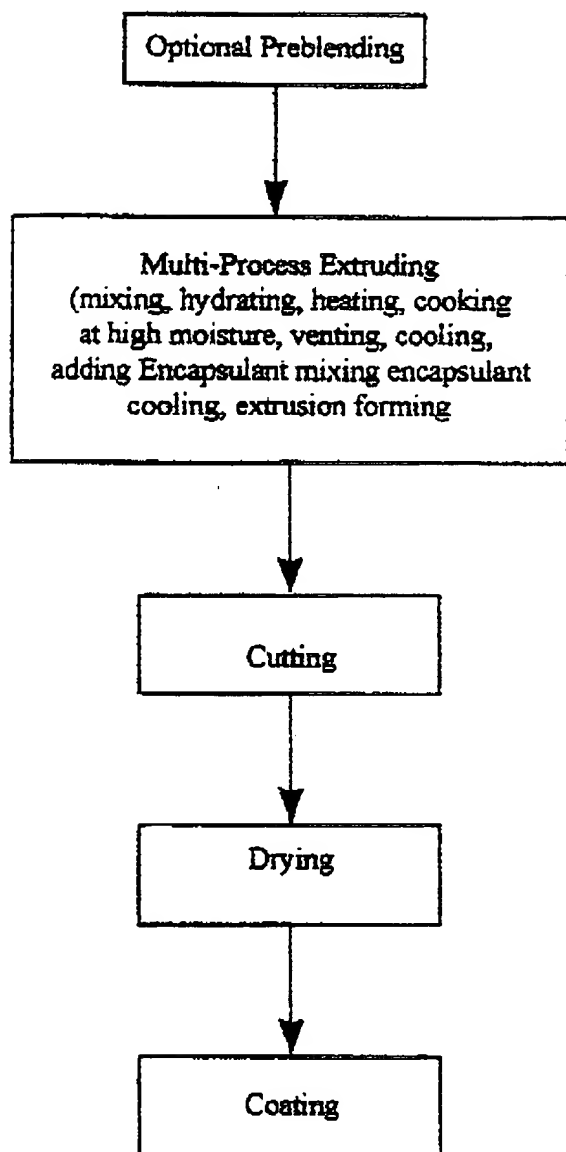 Optional Preblending
Multi-Process Extruding
(mixing, hydrating, heating, cooking
at high moisture, venting, cooling,
adding Encapsulant mixing encapsulant
cooling, extrusion forming
Cutting
Drying
Coating